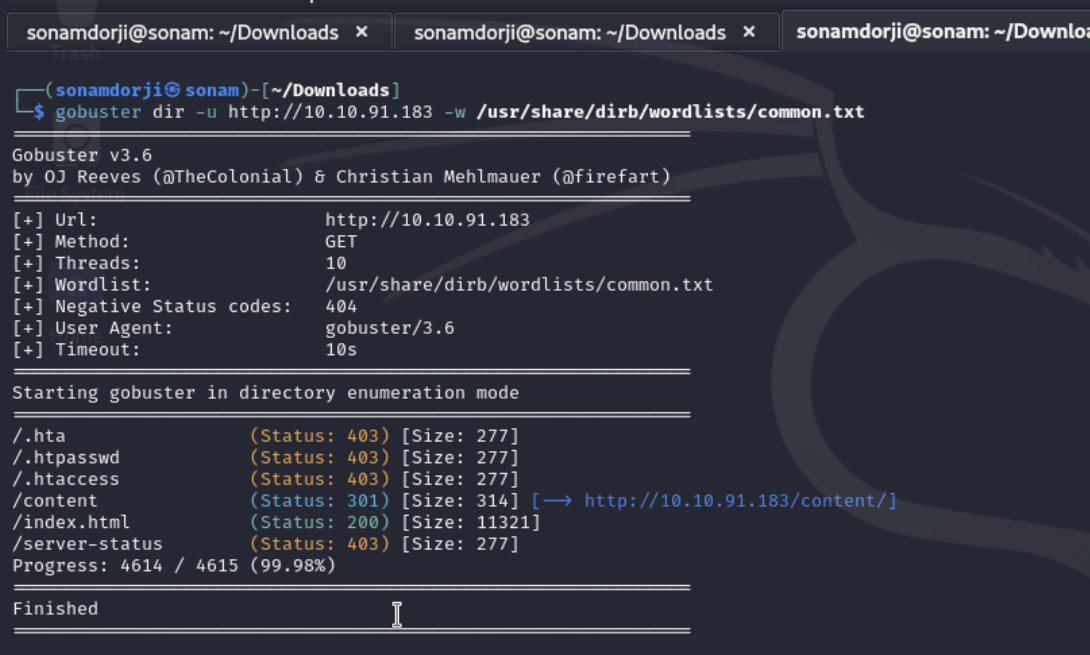 sonamdorji@sonam: ~/Downloads ✕ sonamdorji@sonam: ~/Downloads ✕ sonamdorji@sonam: ~/Downloa
Trash
┌──(sonamdorji㉿sonam)-[~/Downloads]
└─$ gobuster dir -u http://10.10.91.183 -w /usr/share/dirb/wordlists/common.txt
===============================================================
Gobuster v3.6
by OJ Reeves (@TheColonial) & Christian Mehlmauer (@firefart)
File System
===============================================================
[+] Url:                     http://10.10.91.183
[+] Method:                  GET
[+] Threads:                 10
[+] Wordlist:                /usr/share/dirb/wordlists/common.txt
[+] Negative Status codes:   404
[+] User Agent:              gobuster/3.6
[+] Timeout:                 10s
===============================================================
Starting gobuster in directory enumeration mode
===============================================================
/.hta                 (Status: 403) [Size: 277]
/.htpasswd            (Status: 403) [Size: 277]
/.htaccess            (Status: 403) [Size: 277]
/content              (Status: 301) [Size: 314] [--> http://10.10.91.183/content/]
/index.html           (Status: 200) [Size: 11321]
/server-status        (Status: 403) [Size: 277]
Progress: 4614 / 4615 (99.98%)
===============================================================
Finished
===============================================================